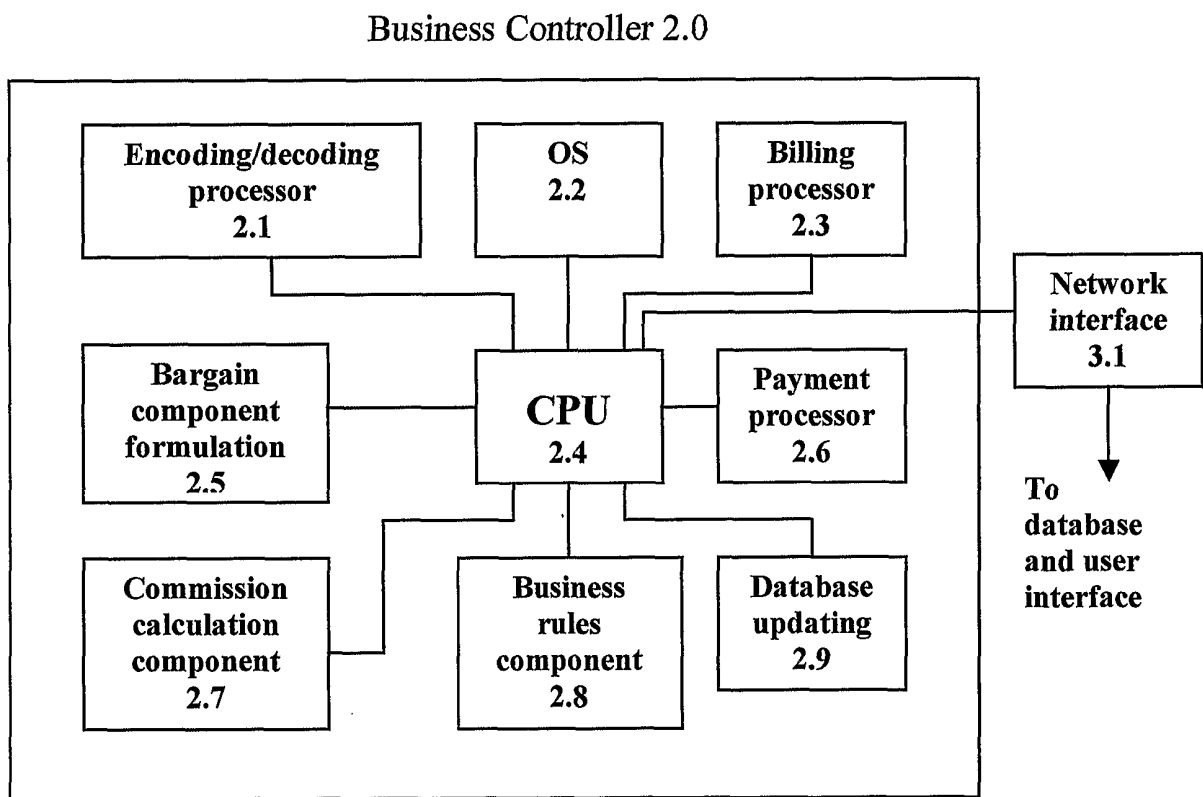 Business Controller 2.0
Encoding/decoding
processor
2.1
OS
2.2
Billing
processor
2.3
Network
interface
3.1
Bargain
component
formulation
2.5
CPU
2.4
Payment
processor
2.6
To
database
and user
interface
Commission
calculation
component
2.7
Business
rules
component
2.8
Database
updating
2.9